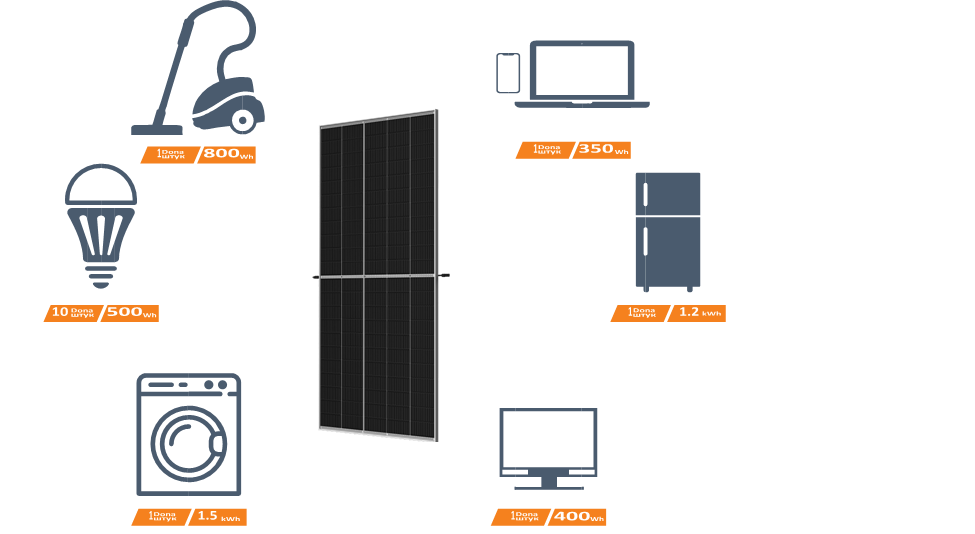 1 Dona штук / 800 Wh
1 Dona штук / 350 Wh
10 Dona штук / 500 Wh
1 Dona штук / 1.2 kWh
1 Dona штук / 1.5 kWh
1 Dona штук / 400 Wh